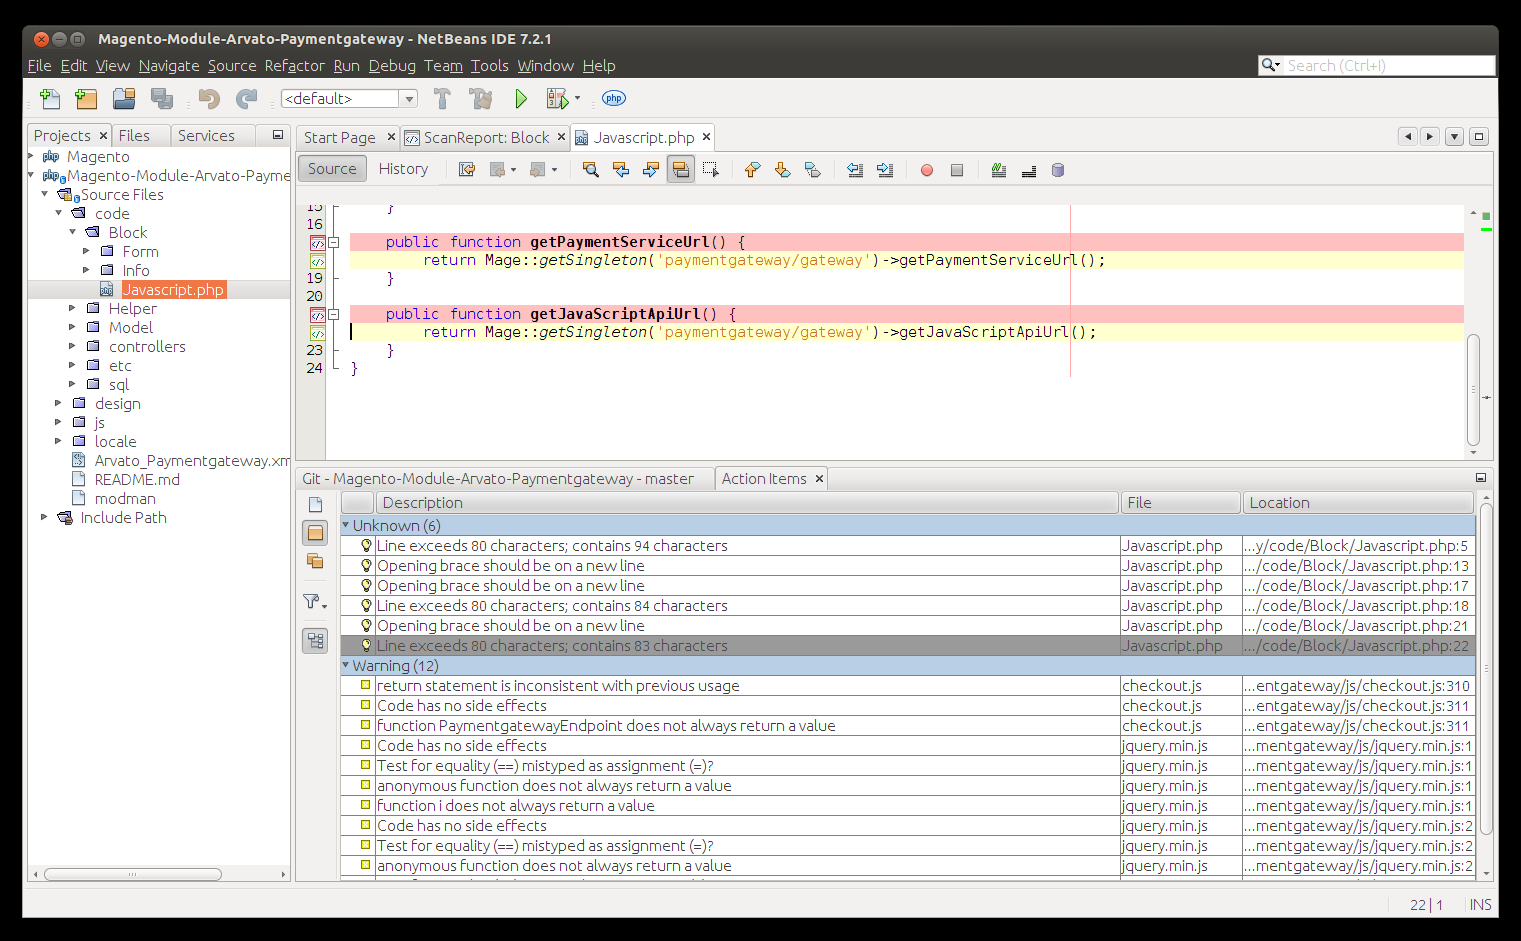 Magento-Module-Arvato-Paymentgateway - NetBeans IDE 7.2.1
File Edit View Navigate Source Refactor Run Debug Team Tools Window Help
Search (Ctrl+I)
<default>
php
Projects Files Services
Magento
Magento-Module-Arvato-Payme
Source Files
code
Block
Form
Info
Javascript.php
Helper
Model
controllers
etc
sql
design
js
locale
Arvato_Paymentgateway.xm
README.md
modman
Include Path
Start Page ScanReport: Block Javascript.php
Source History
15 }
16
public function getPaymentServiceUrl() {
return Mage::getSingleton('paymentgateway/gateway')->getPaymentServiceUrl();
19 }
20
public function getJavaScriptApiUrl() {
return Mage::getSingleton('paymentgateway/gateway')->getJavaScriptApiUrl();
23 }
24 }
Git - Magento-Module-Arvato-Paymentgateway - master Action Items
Description File Location
Unknown (6)
Line exceeds 80 characters; contains 94 characters Javascript.php ...y/code/Block/Javascript.php:5
Opening brace should be on a new line Javascript.php .../code/Block/Javascript.php:13
Opening brace should be on a new line Javascript.php .../code/Block/Javascript.php:17
Line exceeds 80 characters; contains 84 characters Javascript.php .../code/Block/Javascript.php:18
Opening brace should be on a new line Javascript.php .../code/Block/Javascript.php:21
Line exceeds 80 characters; contains 83 characters Javascript.php .../code/Block/Javascript.php:22
Warning (12)
return statement is inconsistent with previous usage checkout.js ...entgateway/js/checkout.js:310
Code has no side effects checkout.js ...entgateway/js/checkout.js:311
function PaymentgatewayEndpoint does not always return a value checkout.js ...entgateway/js/checkout.js:311
Code has no side effects jquery.min.js ...mentgateway/js/jquery.min.js:1
Test for equality (==) mistyped as assignment (=)? jquery.min.js ...mentgateway/js/jquery.min.js:1
anonymous function does not always return a value jquery.min.js ...mentgateway/js/jquery.min.js:1
function i does not always return a value jquery.min.js ...mentgateway/js/jquery.min.js:1
Code has no side effects jquery.min.js ...mentgateway/js/jquery.min.js:2
Test for equality (==) mistyped as assignment (=)? jquery.min.js ...mentgateway/js/jquery.min.js:2
anonymous function does not always return a value jquery.min.js ...mentgateway/js/jquery.min.js:2
22 | 1 INS